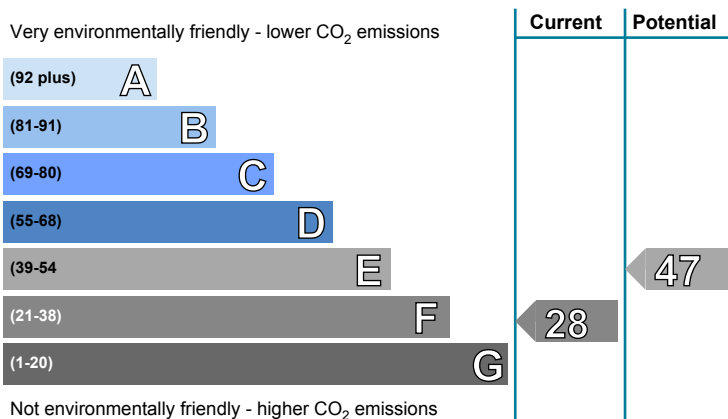 Current Potential
Very environmentally friendly - lower CO2 emissions
(92 plus) A
(81-91) B
(69-80) C
(55-68) D
(39-54 E 47
(21-38) F 28
(1-20) G
Not environmentally friendly - higher CO2 emissions